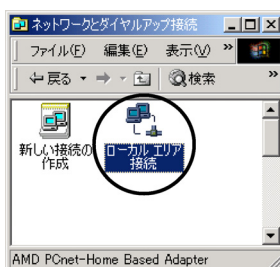 ネットワークとダイヤルアップ接続
ファイル(F) 編集(E) 表示(V) »
戻る 検索 »
新しい接続の
作成
ローカル エリア
接続
AMD PCnet-Home Based Adapter